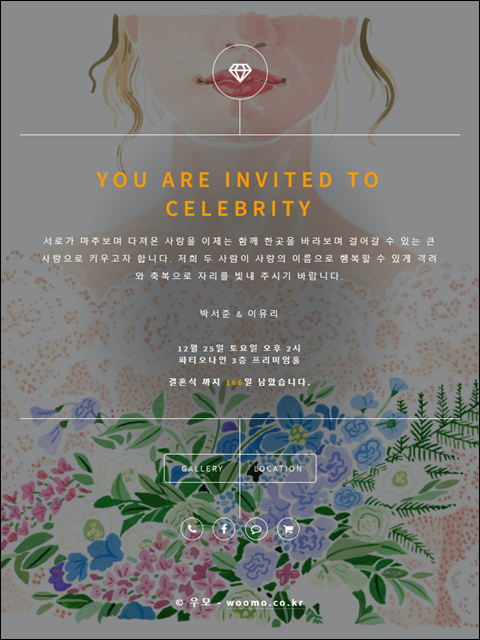 YOU ARE INVITED TO
CELEBRITY
서로가 마주보며 다져온 사랑을 이제는 함께 한곳을 바라보며 걸어갈 수 있는 큰
사랑으로 키우고자 합니다. 저희 두 사람이 사랑의 이름으로 행복할 수 있게 격려
와 축복으로 자리를 빛내 주시기 바랍니다.
박서준 & 이유리
12월 25일 토요일 오후 2시
파티오나인 3층 프리미엄홀
결혼식 까지 166일 남았습니다.
GALLERY LOCATION
© 우모 - woomo.co.kr